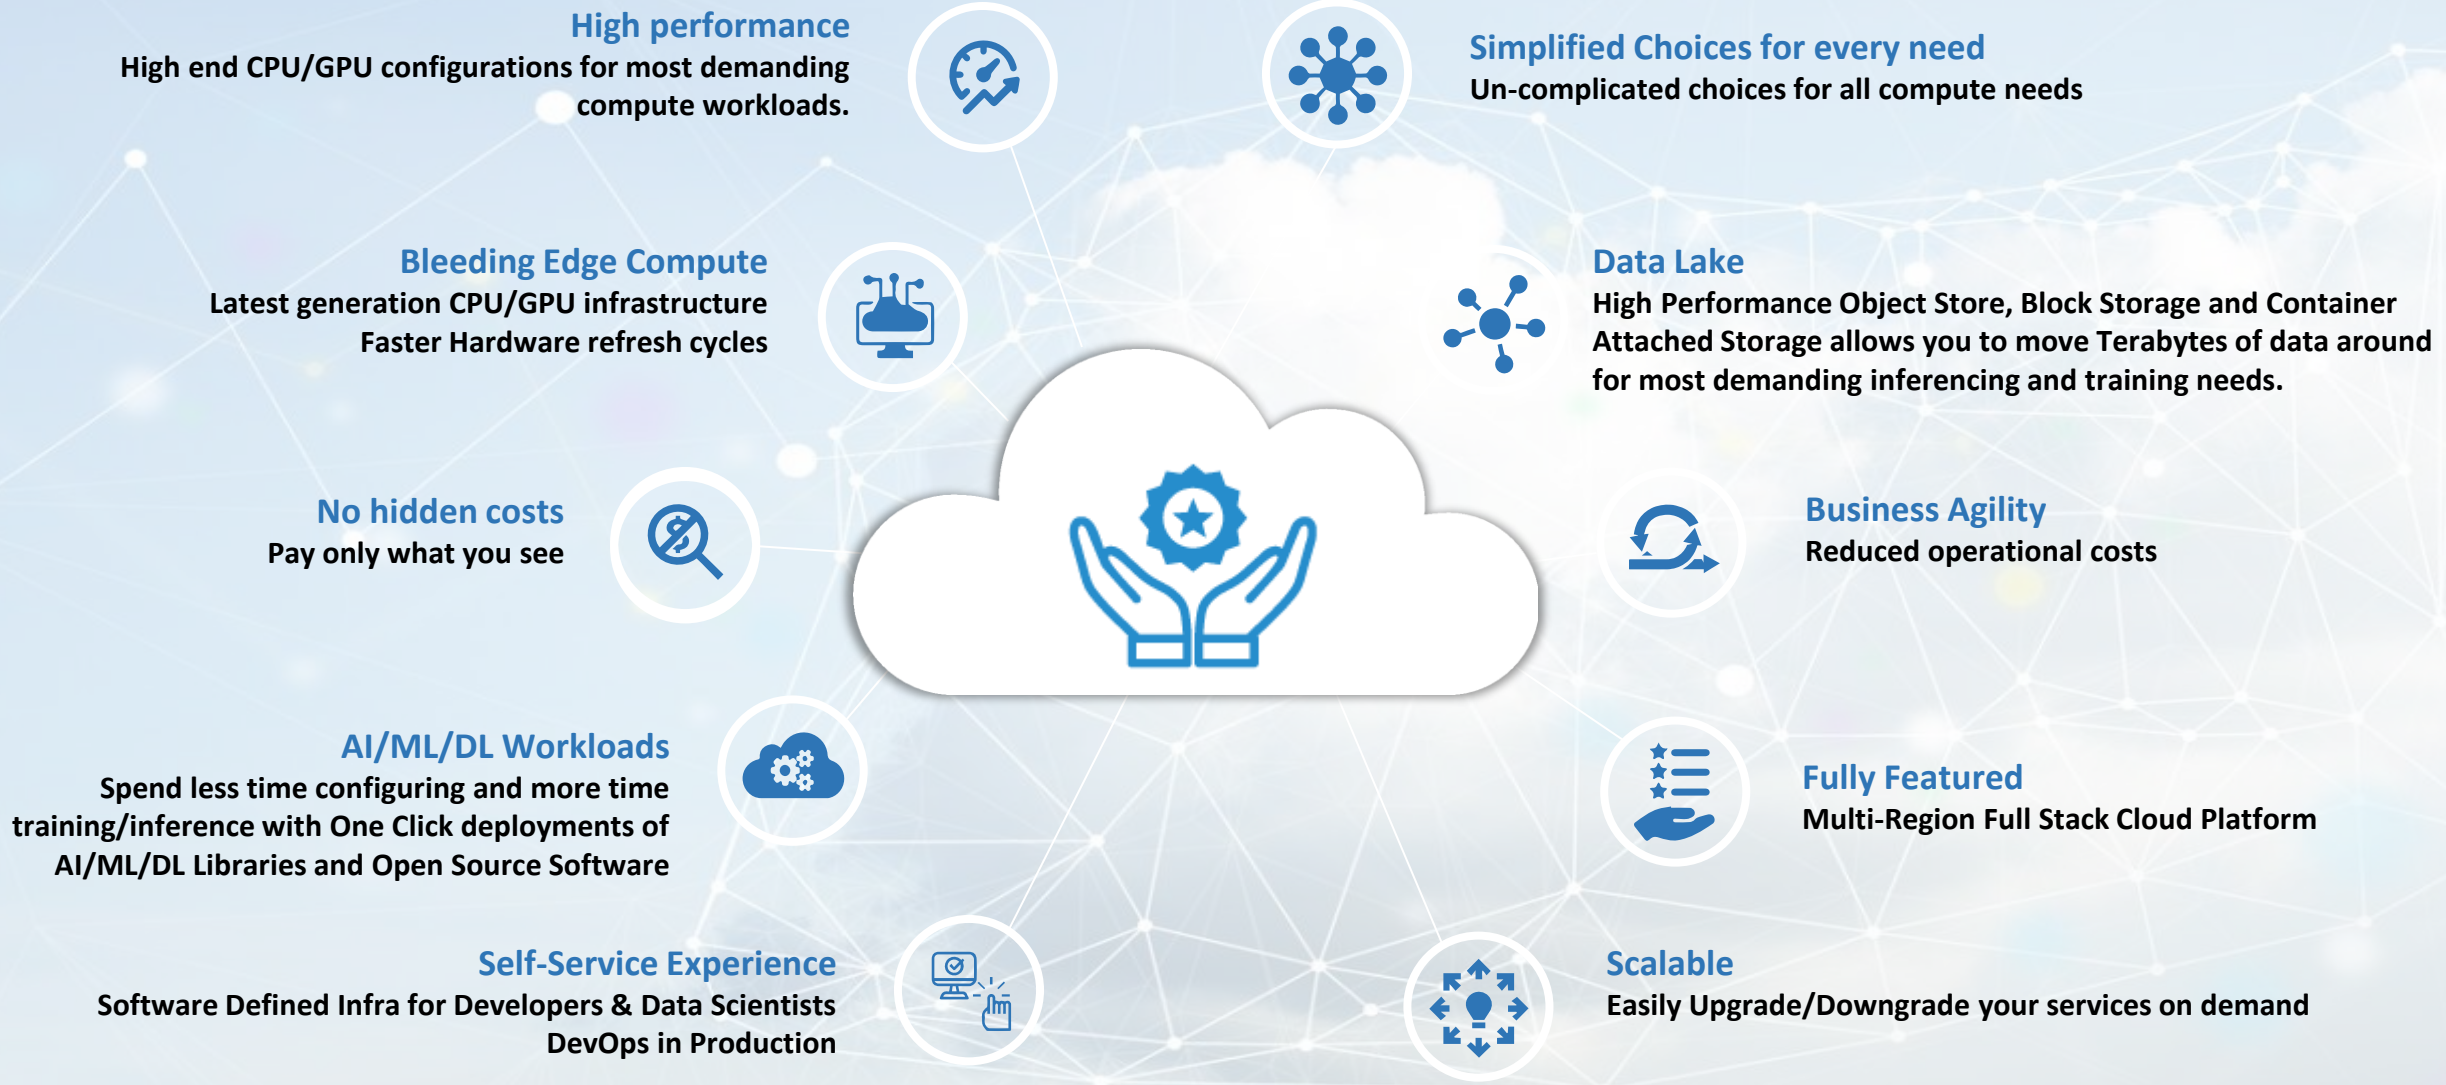 High performance
High end CPU/GPU configurations for most demanding
compute workloads.
Bleeding Edge Compute
Latest generation CPU/GPU infrastructure
Faster Hardware refresh cycles
No hidden costs
Pay only what you see
AI/ML/DL Workloads
Spend less time configuring and more time
training/inference with One Click deployments of
AI/ML/DL Libraries and Open Source Software
Self-Service Experience
Software Defined Infra for Developers & Data Scientists
DevOps in Production
Simplified Choices for every need
Un-complicated choices for all compute needs
Data Lake
High Performance Object Store, Block Storage and Container
Attached Storage allows you to move Terabytes of data around
for most demanding inferencing and training needs.
Business Agility
Reduced operational costs
Fully Featured
Multi-Region Full Stack Cloud Platform
Scalable
Easily Upgrade/Downgrade your services on demand